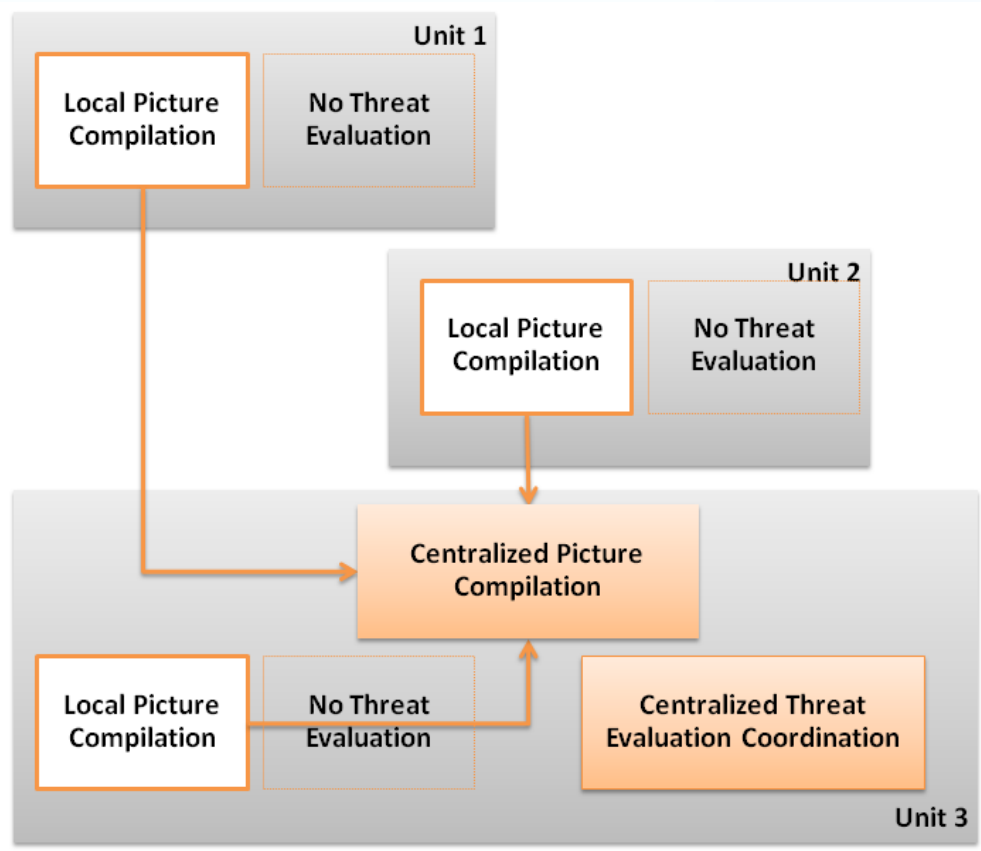 Unit 1
Local Picture
Compilation
No Threat
Evaluation
Unit 2
Local Picture
Compilation
No Threat
Evaluation
Centralized Picture
Compilation
Local Picture
Compilation
No Threat
Evaluation
Centralized Threat
Evaluation Coordination
Unit 3